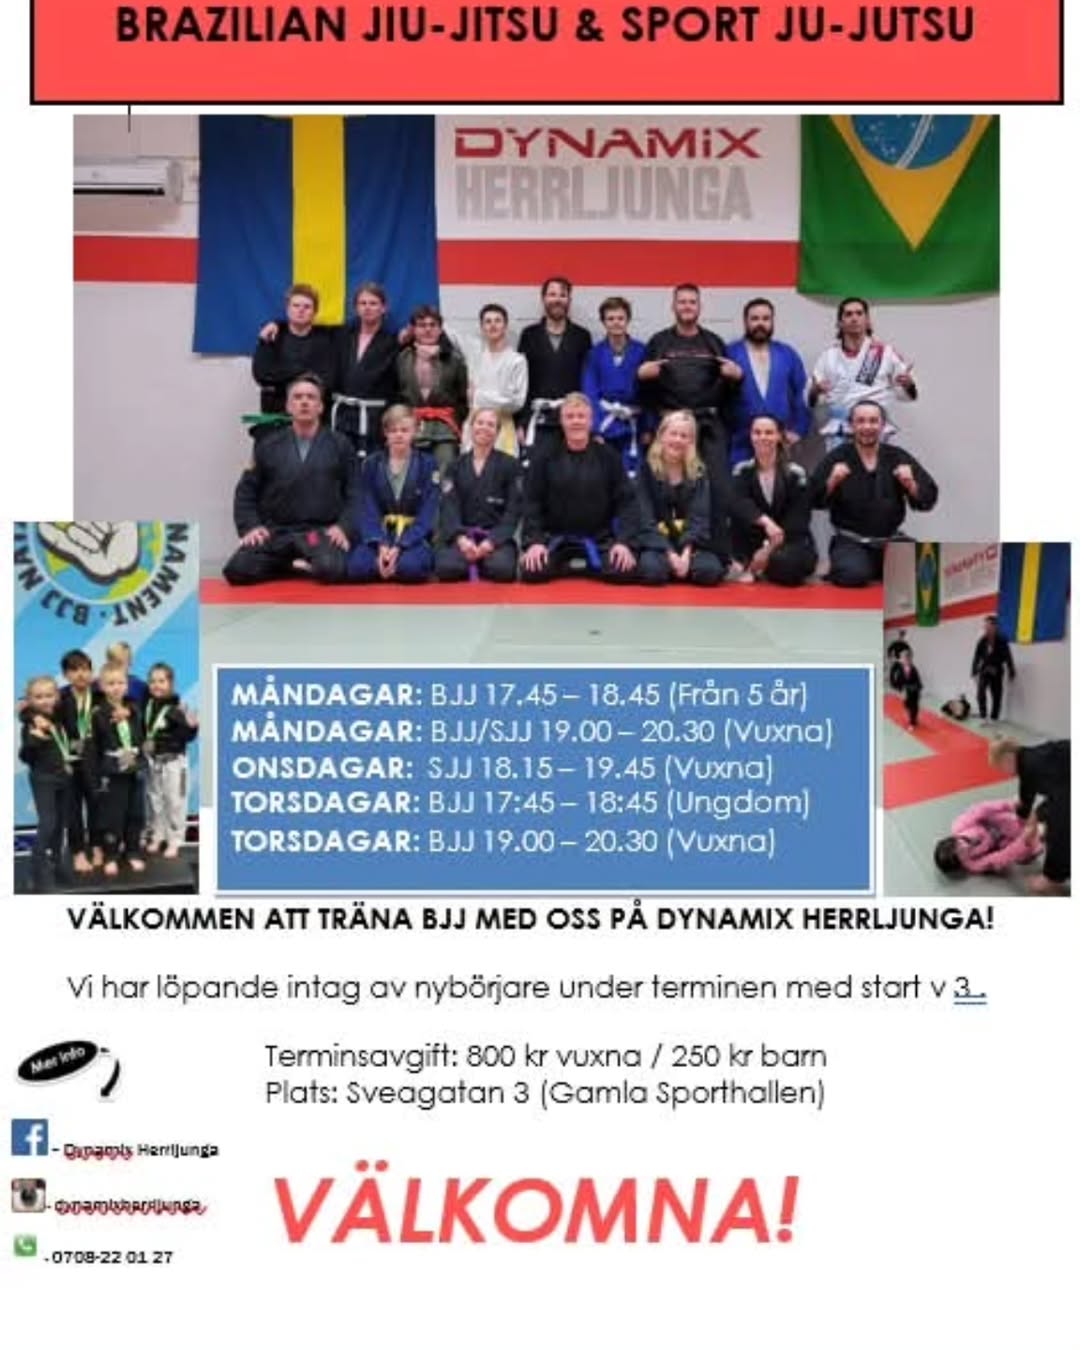 BRAZILIAN JIU-JITSU & SPORT JU-JUTSU
DYNAMiX
HERRLJUNGA
NAMENT · BJJ NA
MÅNDAGAR: BJJ 17.45 – 18.45 (Från 5 år)
MÅNDAGAR: BJJ/SJJ 19.00 – 20.30 (Vuxna)
ONSDAGAR: SJJ 18.15 – 19.45 (Vuxna)
TORSDAGAR: BJJ 17:45 – 18:45 (Ungdom)
TORSDAGAR: BJJ 19.00 – 20.30 (Vuxna)
VÄLKOMMEN ATT TRÄNA BJJ MED OSS PÅ DYNAMIX HERRLJUNGA!
Vi har löpande intag av nybörjare under terminen med start v 3 .
Mer info
Terminsavgift: 800 kr vuxna / 250 kr barn
Plats: Sveagatan 3 (Gamla Sporthallen)
- Dynamix Herrljunga
- dynamixherrljunga
VÄLKOMNA!
- 0708-22 01 27